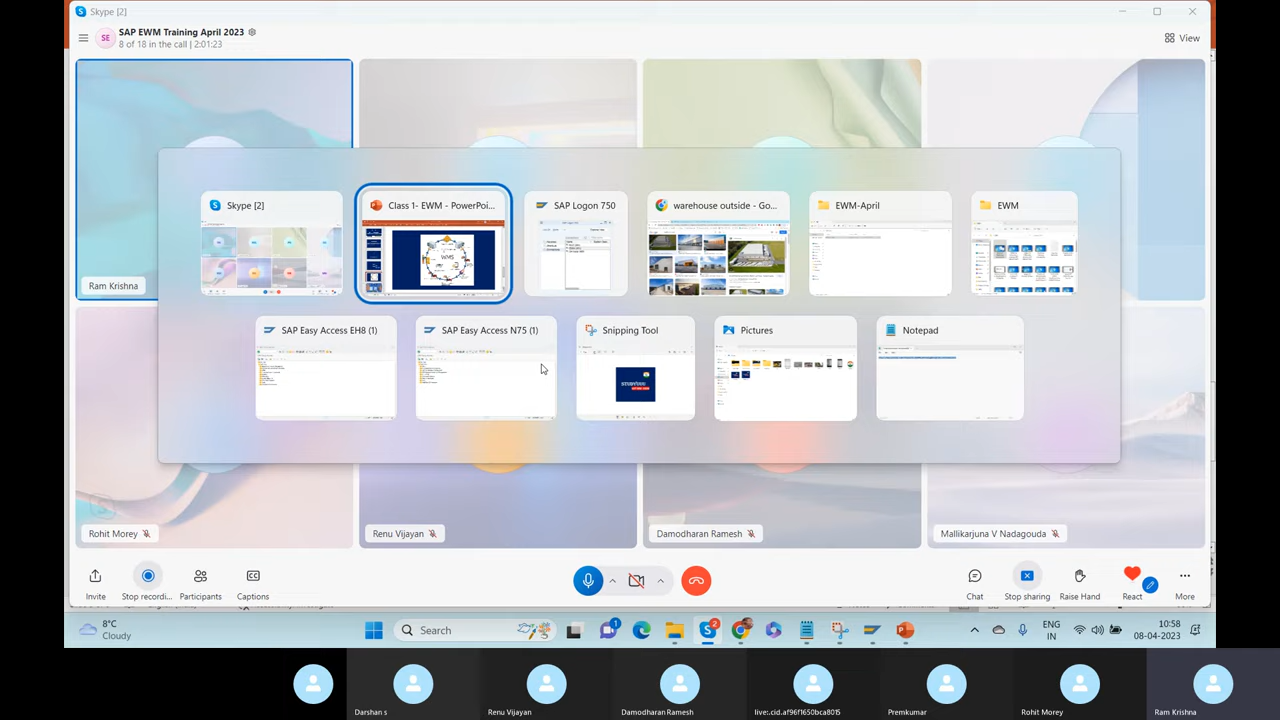 Skype [2]
SE
SAP EWM Training April 2023
8 of 18 in the call | 2:01:23
View
Ram Krishna
Skype [2]
Class 1- EWM - PowerPoi...
SAP Logon 750
warehouse outside - Go...
EWM-April
EWM
WMS
SAP Easy Access EH8 (1)
SAP Easy Access N75 (1)
Snipping Tool
Pictures
Notepad
Rohit Morey
Renu Vijayan
Damodharan Ramesh
Mallikarjuna V Nadagouda
Invite
Stop recordi...
Participants
Captions
Chat
Stop sharing
Raise Hand
React
More
8°C
Cloudy
Search
1
2
ENG
IN
10:58
08-04-2023
Darshan s
Renu Vijayan
Damodharan Ramesh
live:.cid.af96f1650bca8015
Premkumar
Rohit Morey
Ram Krishna